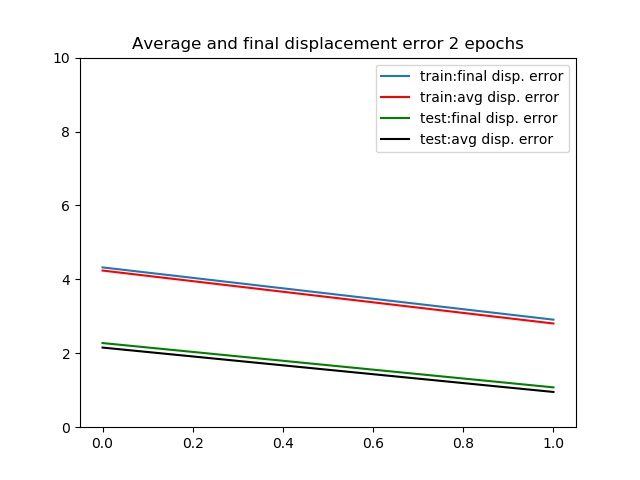 Average and final displacement error 2 epochs
10
8
6
4
2
0
0.0 0.2 0.4 0.6 0.8 1.0
train:final disp. error
train:avg disp. error
test:final disp. error
test:avg disp. error